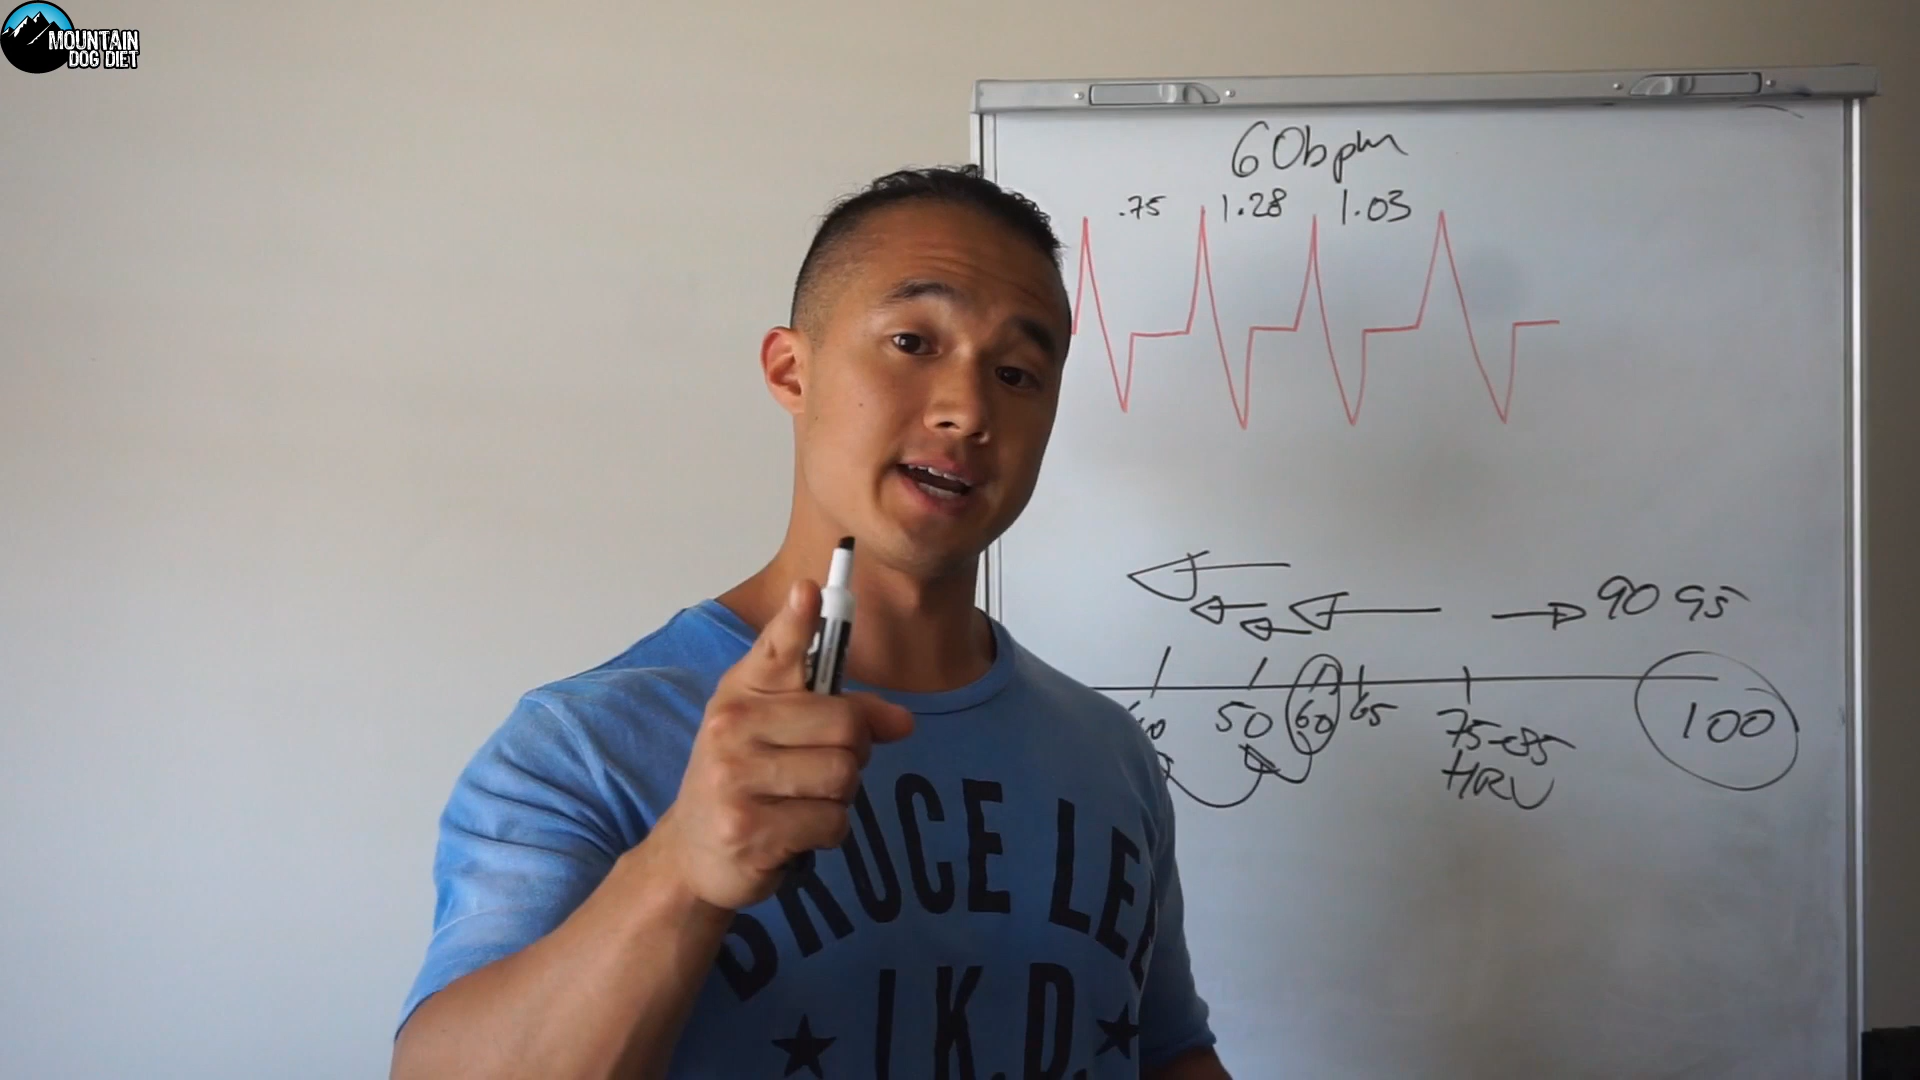 MOUNTAIN
DOG DIET
60bpm
.75 1.28 1.03
90 95
50 60 65 75-85 100
HRV
BRUCE LEE
J.K.D.